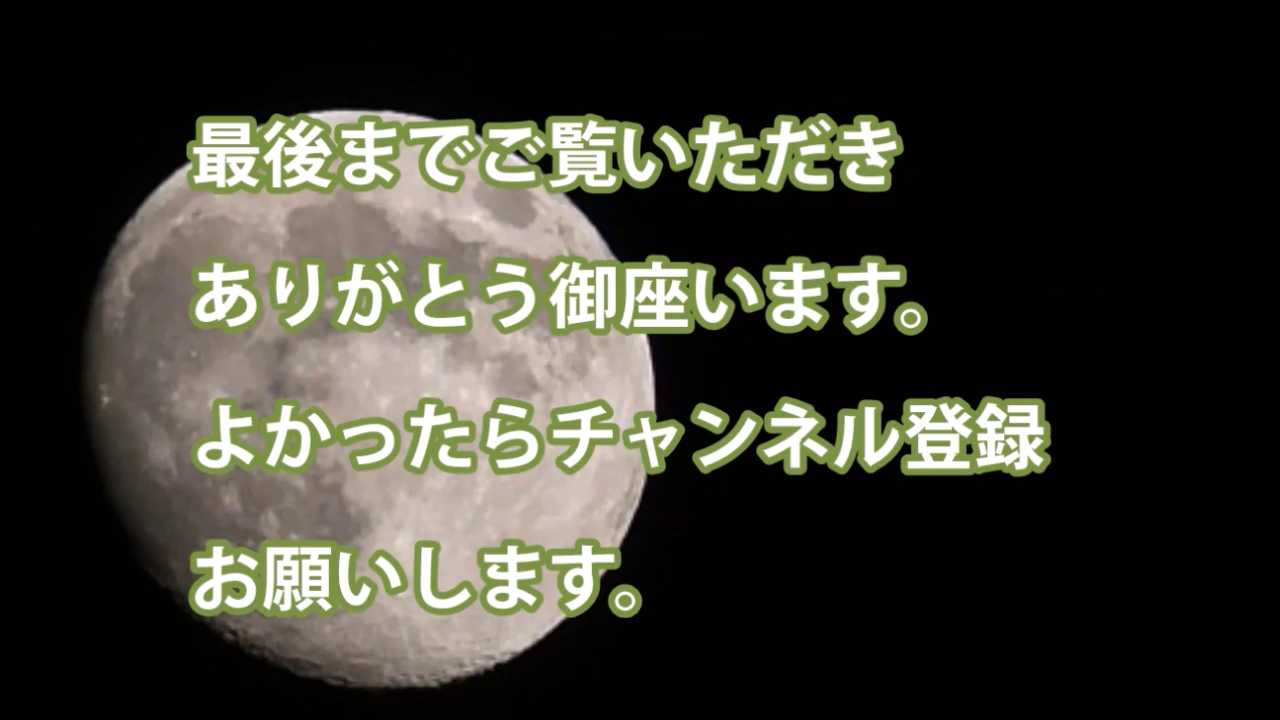 最後までご覧いただき
ありがとう御座います。
よかったらチャンネル登録
お願いします。